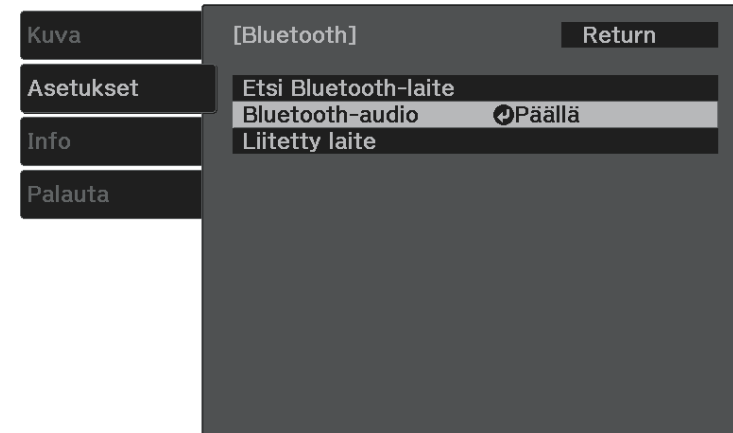 Kuva
Asetukset
Info
Palauta
[Bluetooth] Return
Etsi Bluetooth-laite
Bluetooth-audio Päällä
Liitetty laite